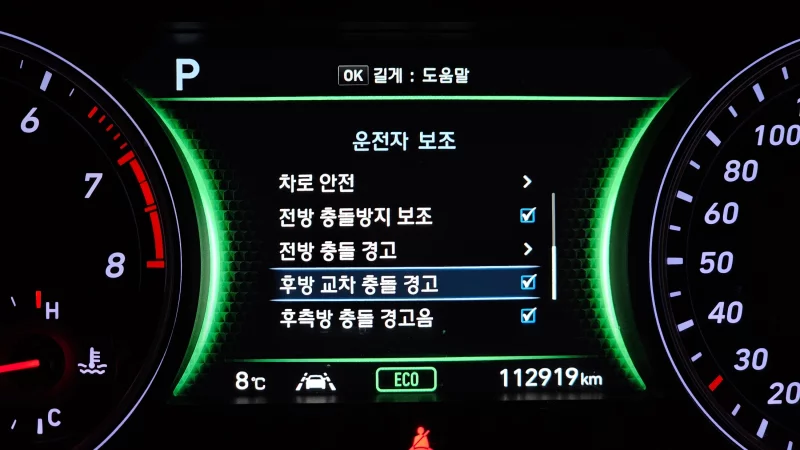 P
OK 길게 : 도움말
운전자 보조
차로 안전
전방 충돌방지 보조
전방 충돌 경고
후방 교차 충돌 경고
후측방 충돌 경고음
8℃
ECO
112919 km
6
7
8
H
C
100
80
60
50
40
30
20